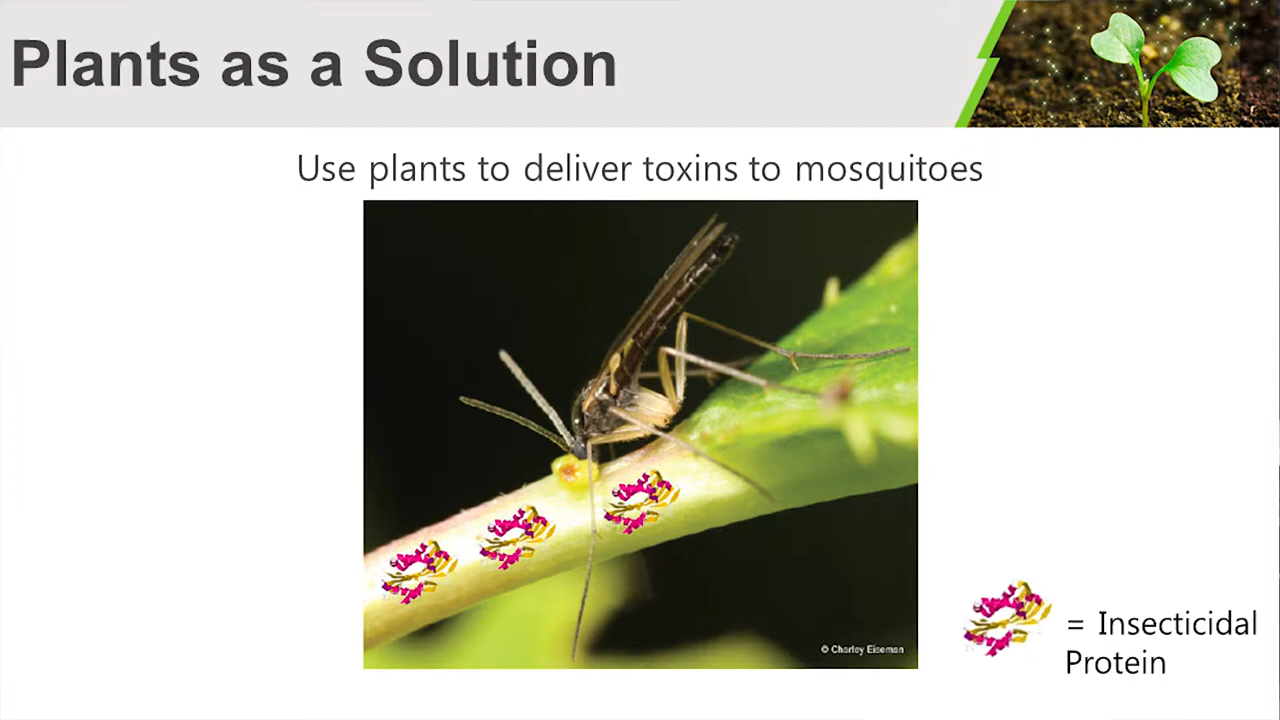 Plants as a Solution
Use plants to deliver toxins to mosquitoes
© Charley Eiseman
= Insecticidal
Protein